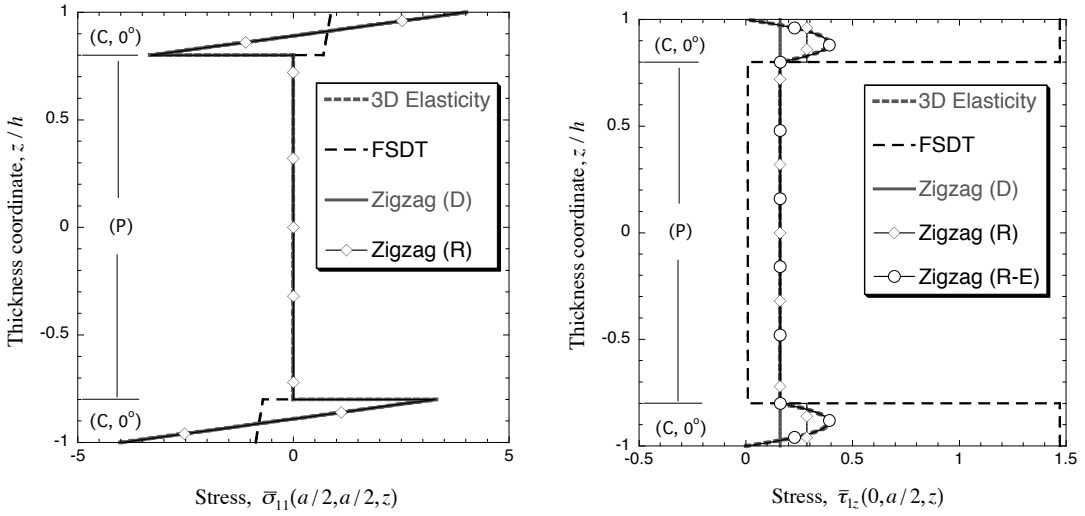 1
(C, 0°)
0.5
0
(P)
-0.5
(C, 0°)
-1
-5
0
5
Thickness coordinate, z / h
3D Elasticity
FSDT
Zigzag (D)
Zigzag (R)
Stress, σ̅₁₁(a/2,a/2,z)
1
(C, 0°)
0.5
0
(P)
-0.5
(C, 0°)
-1
-0.5
0
0.5
1
1.5
Thickness coordinate, z / h
3D Elasticity
FSDT
Zigzag (D)
Zigzag (R)
Zigzag (R-E)
Stress, τ̅₁z(0,a/2,z)